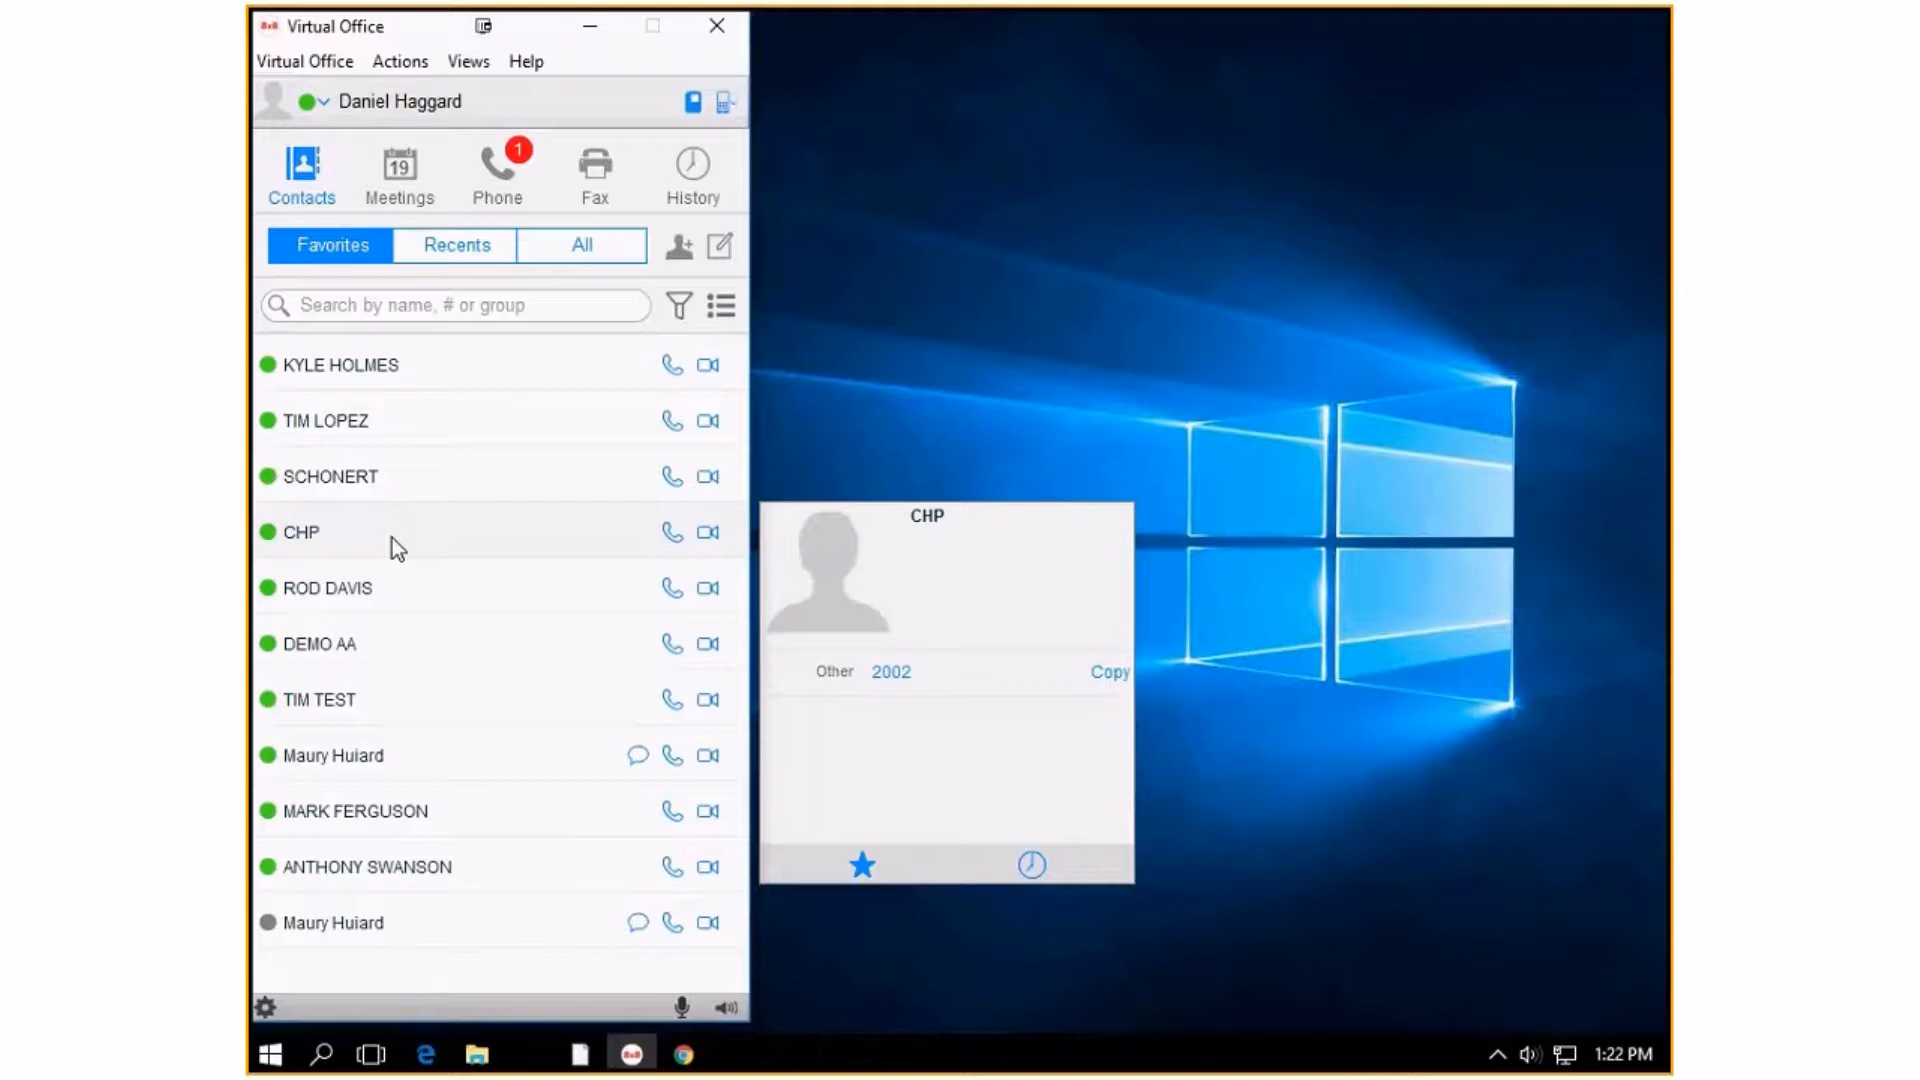 8x8 Virtual Office
Virtual Office Actions Views Help
Daniel Haggard
19
1
Contacts Meetings Phone Fax History
Favorites Recents All
Search by name, # or group
KYLE HOLMES
TIM LOPEZ
SCHONERT
CHP
ROD DAVIS
DEMO AA
TIM TEST
Maury Huiard
MARK FERGUSON
ANTHONY SWANSON
Maury Huiard
CHP
Other 2002 Copy
8x8
1:22 PM